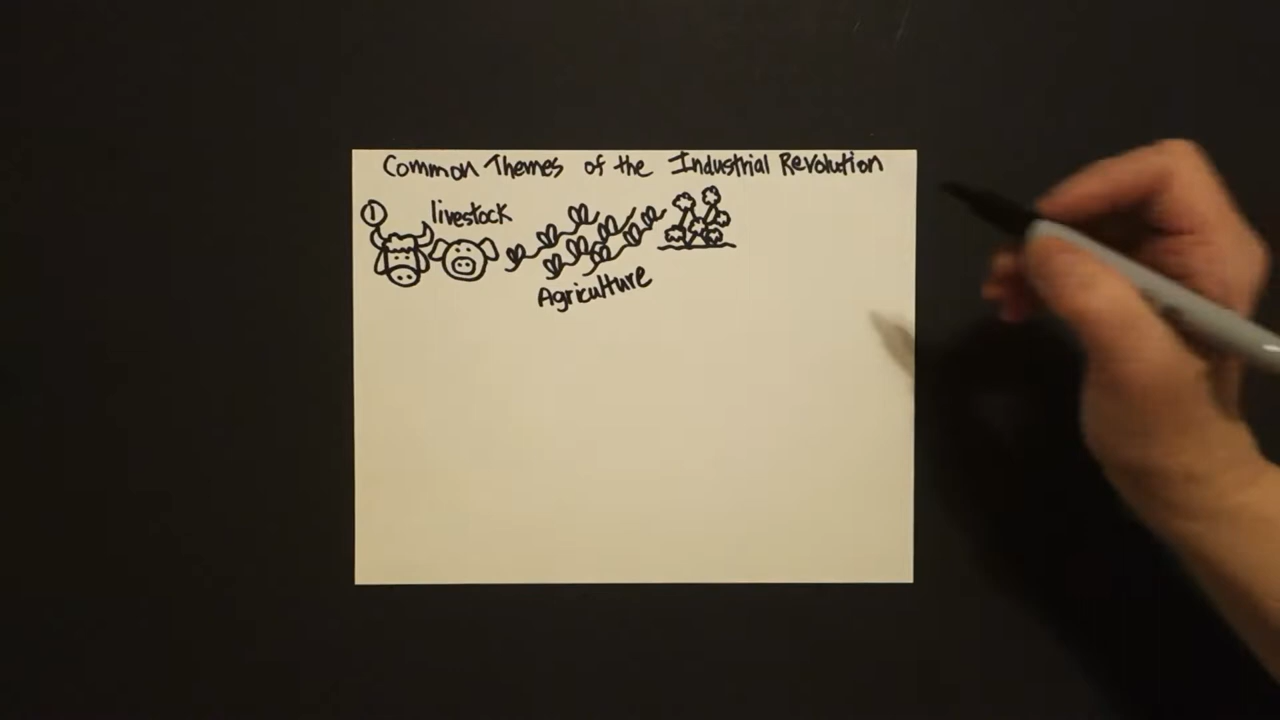 Common Themes of the Industrial Revolution
① livestock
Agriculture